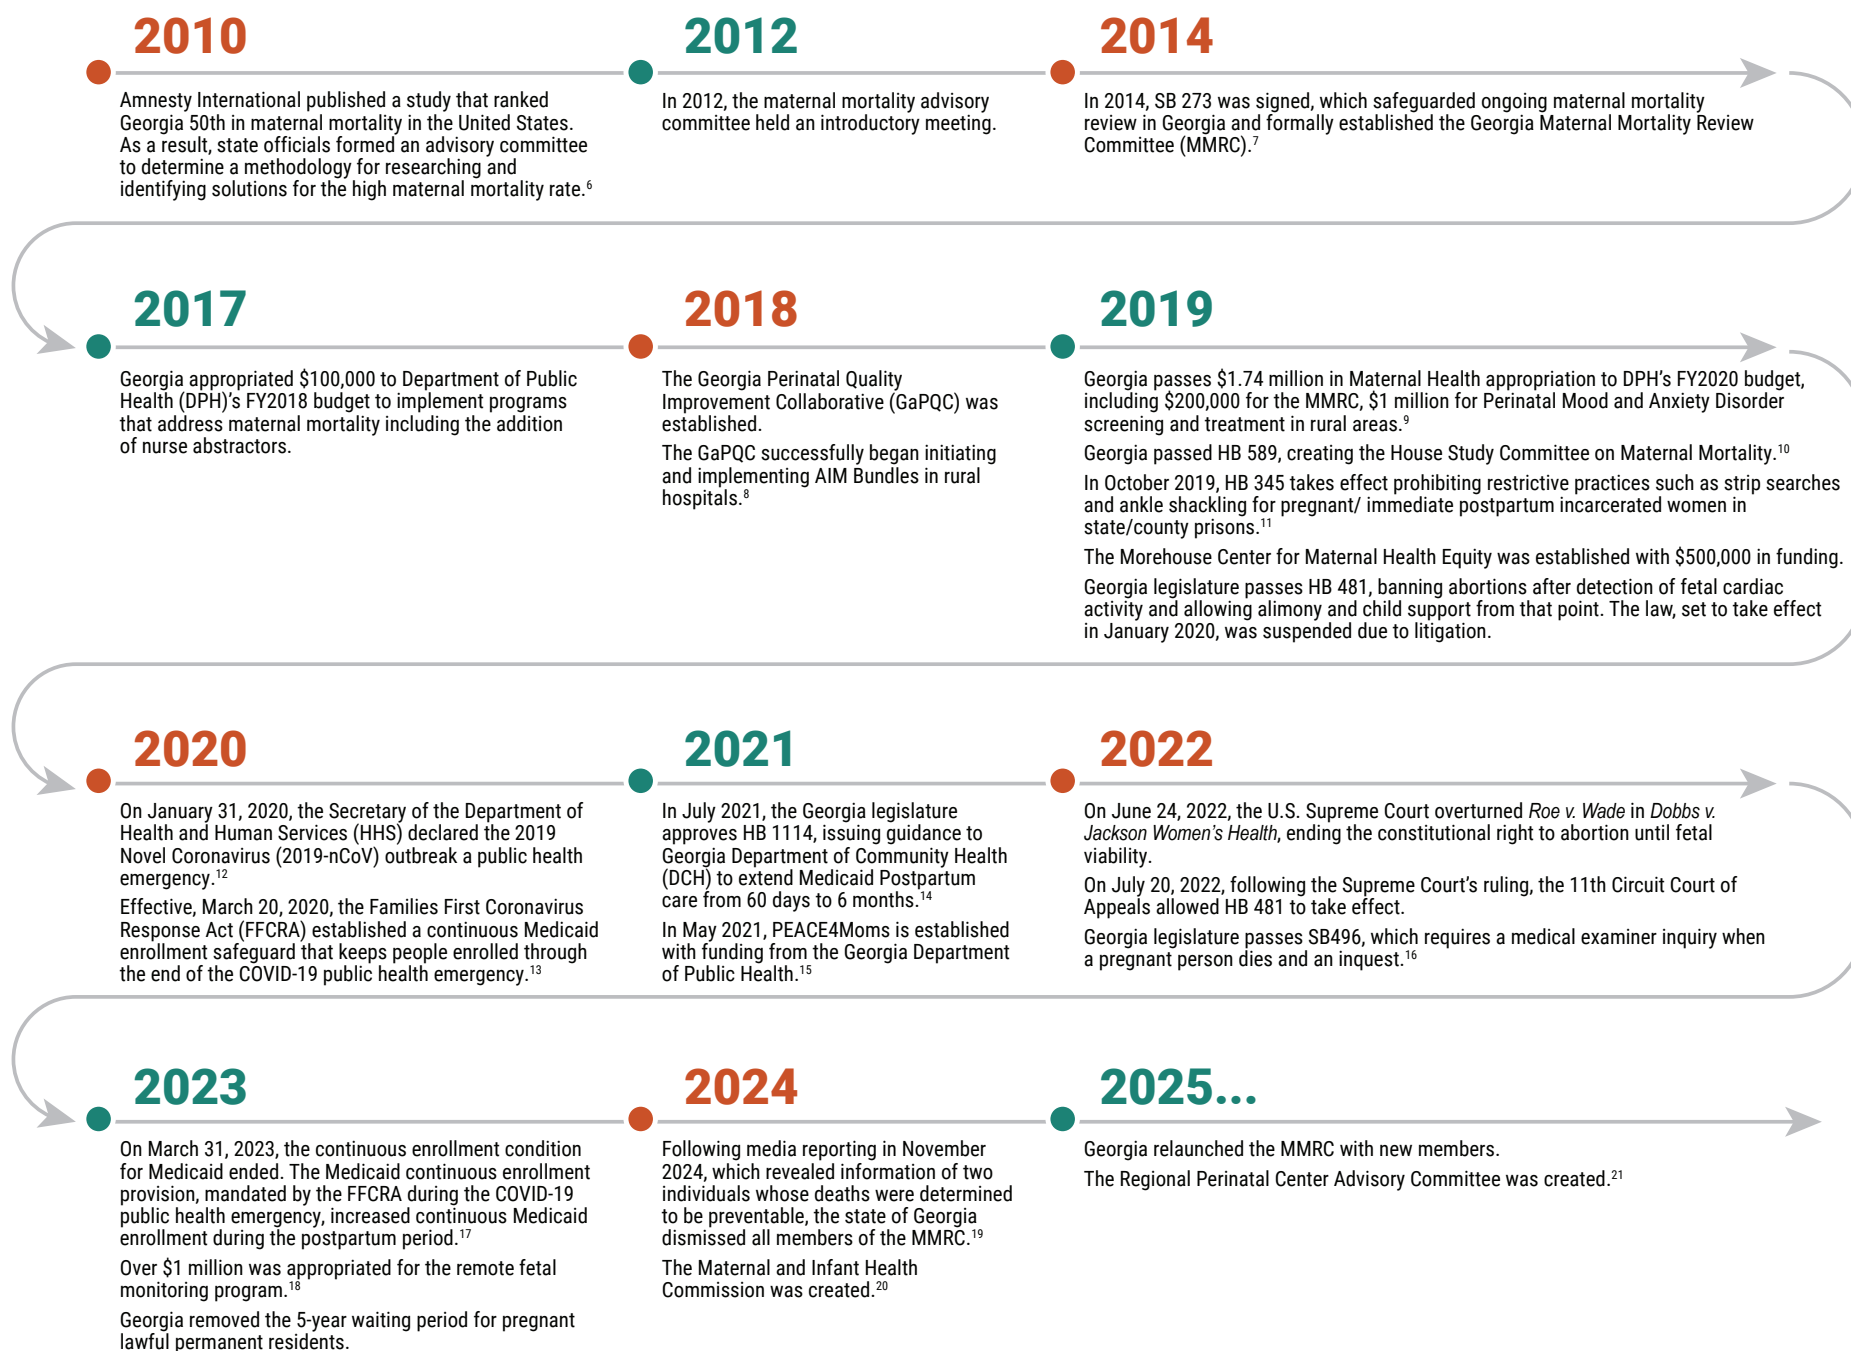 2010
Amnesty International published a study that ranked
Georgia 50th in maternal mortality in the United States.
As a result, state officials formed an advisory committee
to determine a methodology for researching and
identifying solutions for the high maternal mortality rate.6
2012
In 2012, the maternal mortality advisory
committee held an introductory meeting.
2014
In 2014, SB 273 was signed, which safeguarded ongoing maternal mortality
review in Georgia and formally established the Georgia Maternal Mortality Review
Committee (MMRC).7
2017
Georgia appropriated $100,000 to Department of Public
Health (DPH)'s FY2018 budget to implement programs
that address maternal mortality including the addition
of nurse abstractors.
2018
The Georgia Perinatal Quality
Improvement Collaborative (GaPQC) was
established.
The GaPQC successfully began initiating
and implementing AIM Bundles in rural
hospitals.8
2019
Georgia passes $1.74 million in Maternal Health appropriation to DPH's FY2020 budget,
including $200,000 for the MMRC, $1 million for Perinatal Mood and Anxiety Disorder
screening and treatment in rural areas.9
Georgia passed HB 589, creating the House Study Committee on Maternal Mortality.10
In October 2019, HB 345 takes effect prohibiting restrictive practices such as strip searches
and ankle shackling for pregnant/ immediate postpartum incarcerated women in
state/county prisons.11
The Morehouse Center for Maternal Health Equity was established with $500,000 in funding.
Georgia legislature passes HB 481, banning abortions after detection of fetal cardiac
activity and allowing alimony and child support from that point. The law, set to take effect
in January 2020, was suspended due to litigation.
2020
On January 31, 2020, the Secretary of the Department of
Health and Human Services (HHS) declared the 2019
Novel Coronavirus (2019-nCoV) outbreak a public health
emergency.12
Effective, March 20, 2020, the Families First Coronavirus
Response Act (FFCRA) established a continuous Medicaid
enrollment safeguard that keeps people enrolled through
the end of the COVID-19 public health emergency.13
2021
In July 2021, the Georgia legislature
approves HB 1114, issuing guidance to
Georgia Department of Community Health
(DCH) to extend Medicaid Postpartum
care from 60 days to 6 months.14
In May 2021, PEACE4Moms is established
with funding from the Georgia Department
of Public Health.15
2022
On June 24, 2022, the U.S. Supreme Court overturned Roe v. Wade in Dobbs v.
Jackson Women's Health, ending the constitutional right to abortion until fetal
viability.
On July 20, 2022, following the Supreme Court's ruling, the 11th Circuit Court of
Appeals allowed HB 481 to take effect.
Georgia legislature passes SB496, which requires a medical examiner inquiry when
a pregnant person dies and an inquest.16
2023
On March 31, 2023, the continuous enrollment condition
for Medicaid ended. The Medicaid continuous enrollment
provision, mandated by the FFCRA during the COVID-19
public health emergency, increased continuous Medicaid
enrollment during the postpartum period.17
Over $1 million was appropriated for the remote fetal
monitoring program.18
Georgia removed the 5-year waiting period for pregnant
lawful permanent residents.
2024
Following media reporting in November
2024, which revealed information of two
individuals whose deaths were determined
to be preventable, the state of Georgia
dismissed all members of the MMRC.19
The Maternal and Infant Health
Commission was created.20
2025...
Georgia relaunched the MMRC with new members.
The Regional Perinatal Center Advisory Committee was created.21